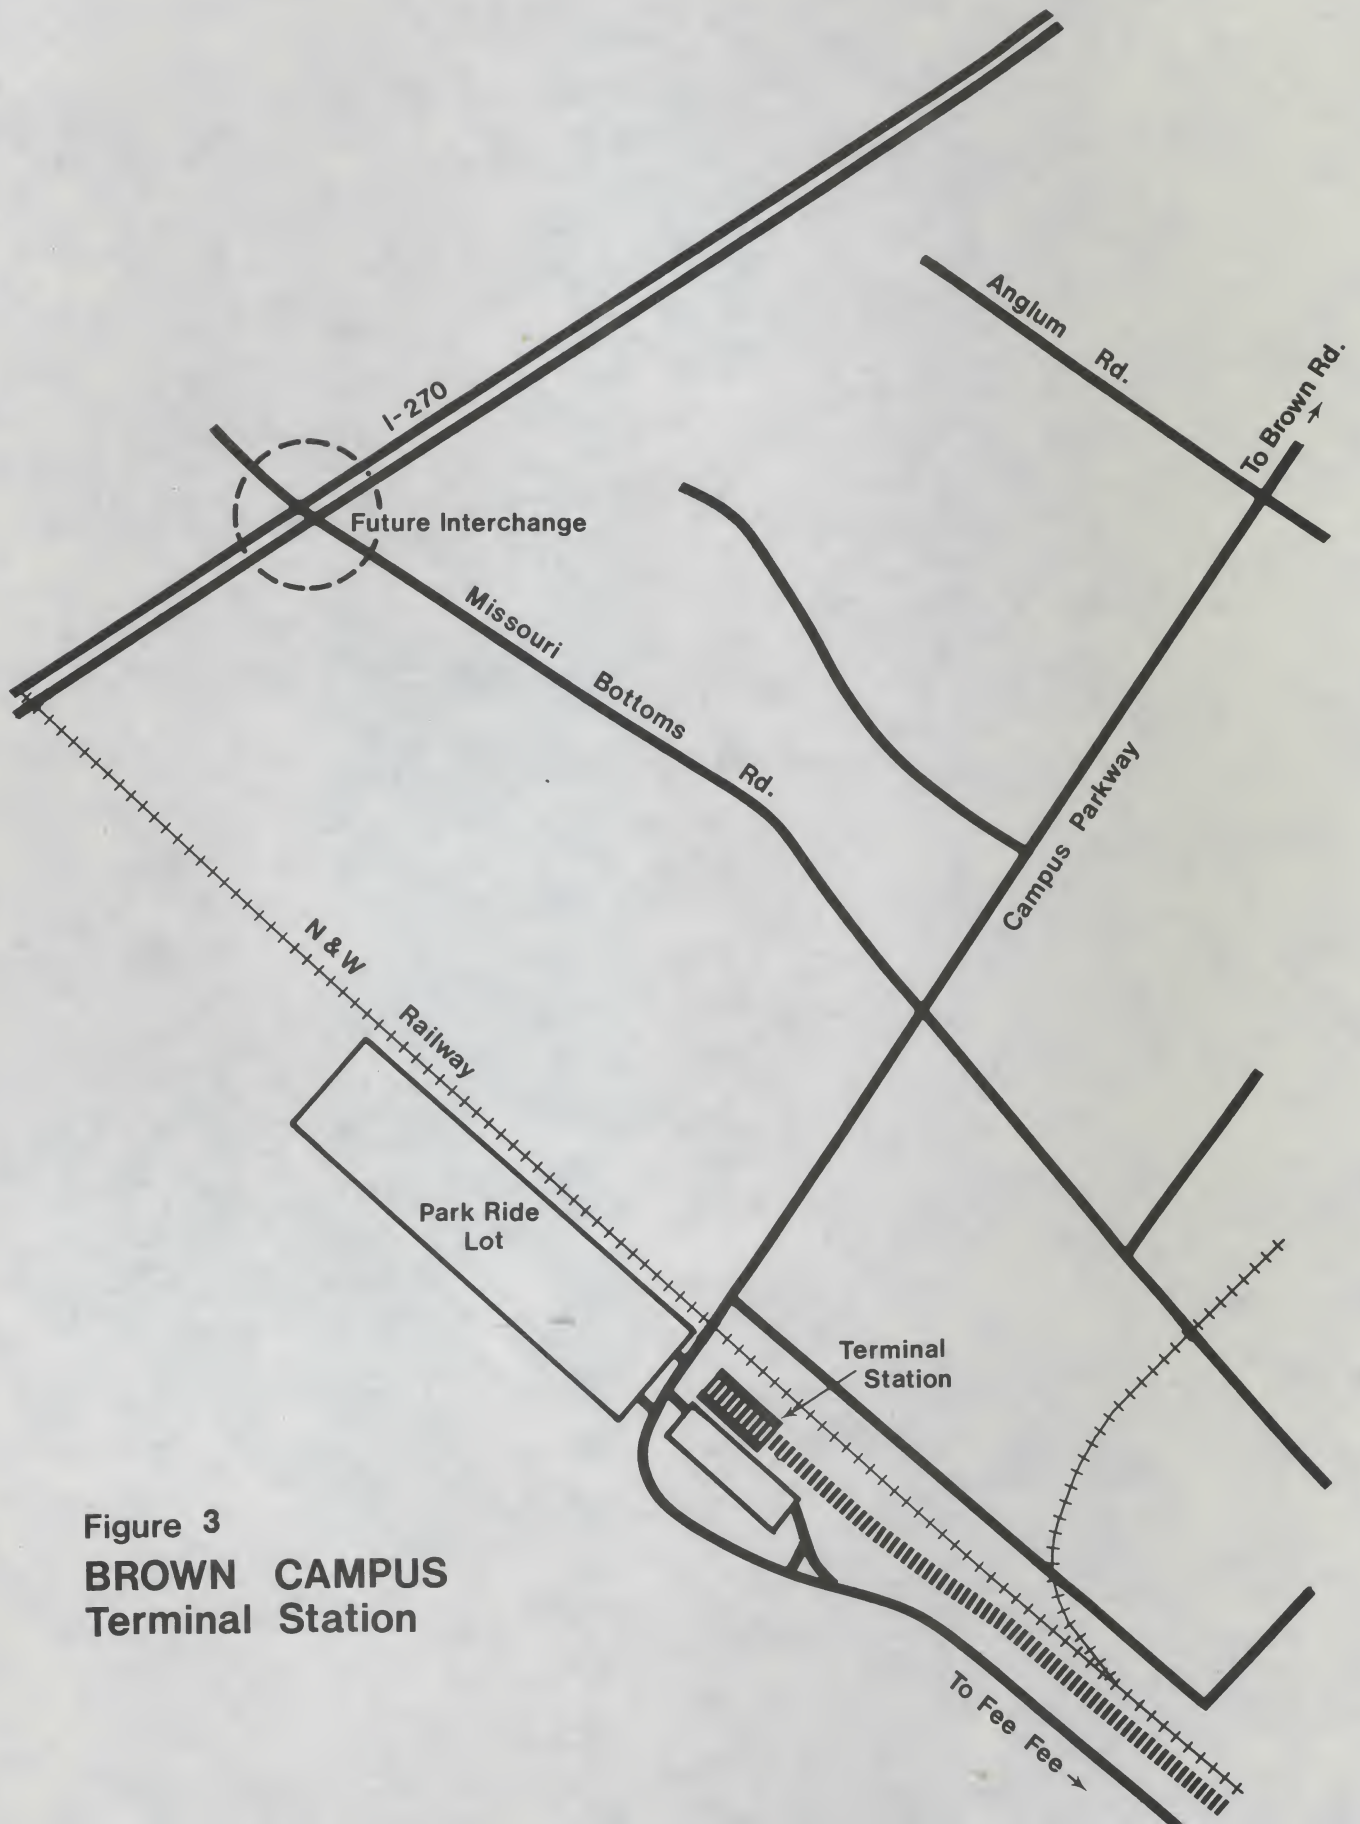 Anglum Rd.
To Brown Rd. →
I-270
Future Interchange
Missouri Bottoms Rd.
Campus Parkway
N & W Railway
Park Ride
Lot
Terminal
Station
Figure 3
BROWN CAMPUS
Terminal Station
To Fee Fee →